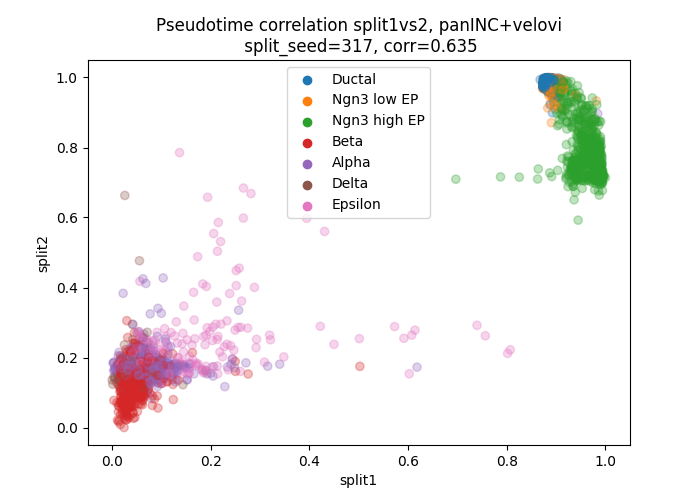 Pseudotime correlation split1vs2, panINC+velovi
split_seed=317, corr=0.635
Ductal
Ngn3 low EP
Ngn3 high EP
Beta
Alpha
Delta
Epsilon
split2
1.0
0.8
0.6
0.4
0.2
0.0
0.0 0.2 0.4 0.6 0.8 1.0
split1